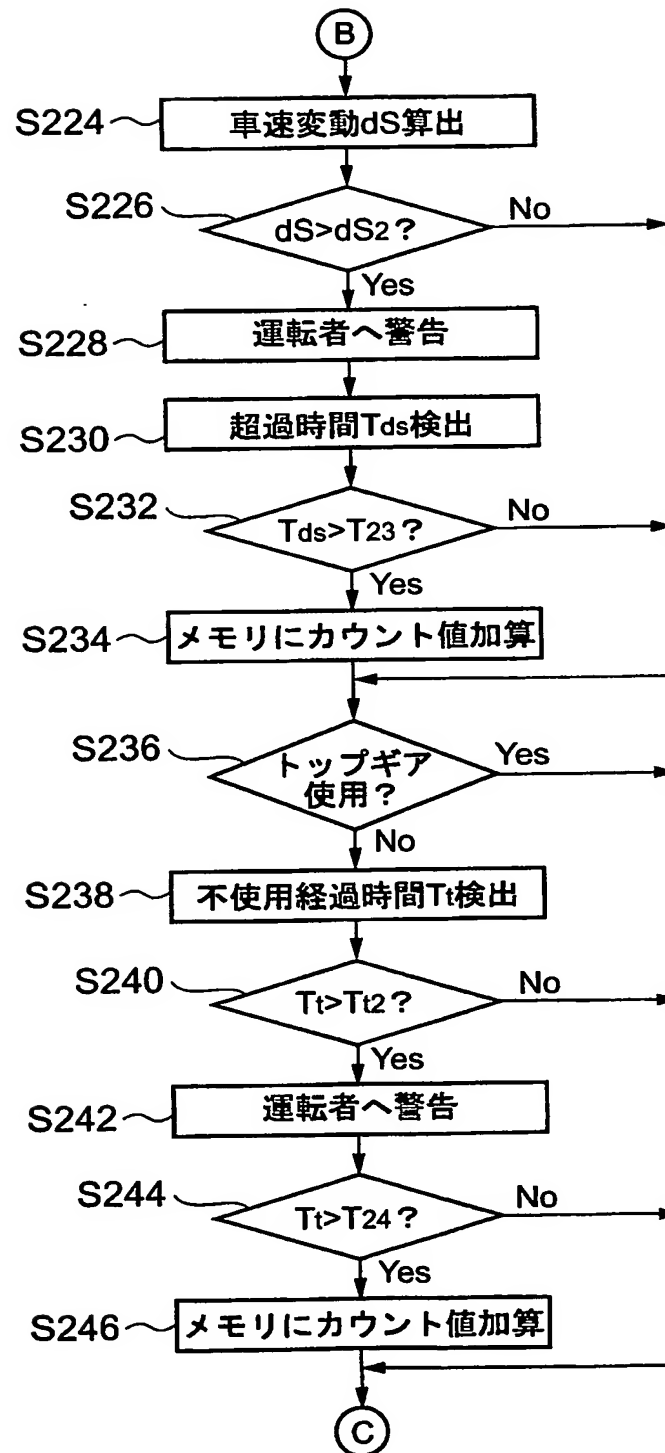 B
S224
車速変動dS算出
S226
dS>dS2?
No
Yes
S228
運転者へ警告
S230
超過時間Tds検出
S232
Tds>T23?
No
Yes
S234
メモリにカウント値加算
S236
トップギア
使用?
Yes
No
S238
不使用経過時間Tt検出
S240
Tt>Tt2?
No
Yes
S242
運転者へ警告
S244
Tt>T24?
No
Yes
S246
メモリにカウント値加算
C